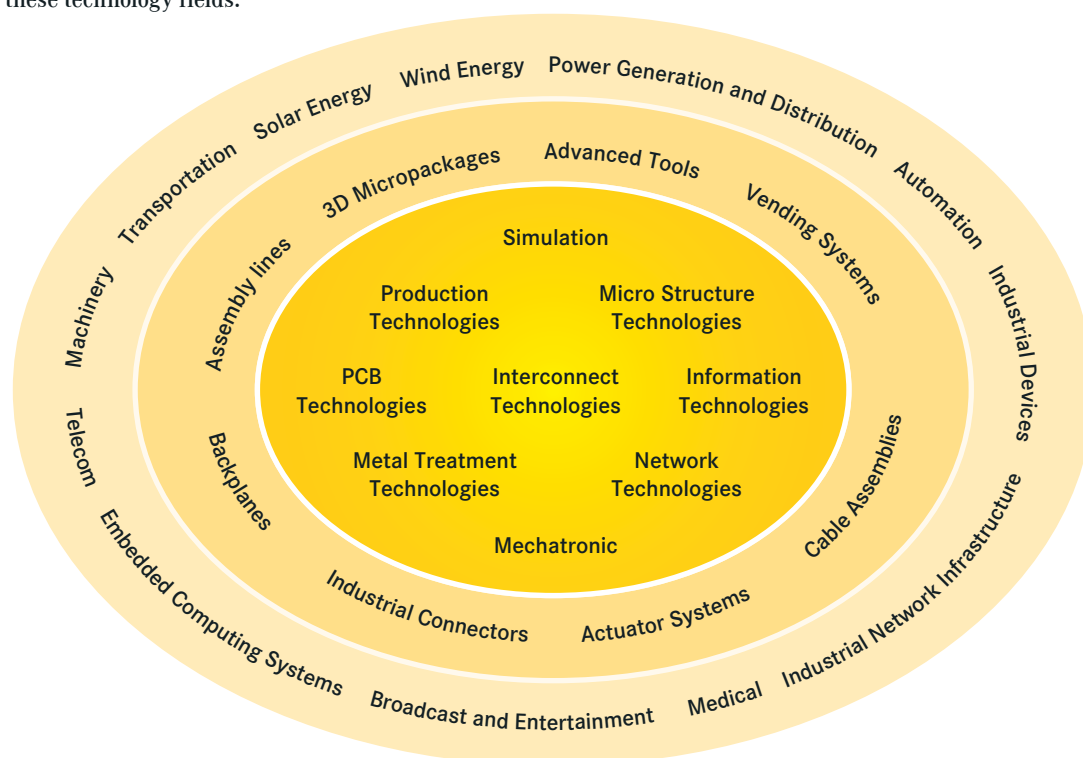 these technology fields.
Wind Energy
Power Generation and Distribution
Solar Energy
Automation
Transportation
Industrial Devices
Machinery
Telecom
Industrial Network Infrastructure
Embedded Computing Systems
Medical
Broadcast and Entertainment
Advanced Tools
3D Micropackages
Vending Systems
Assembly lines
Backplanes
Cable Assemblies
Industrial Connectors
Actuator Systems
Simulation
Production
Technologies
Micro Structure
Technologies
PCB
Technologies
Interconnect
Technologies
Information
Technologies
Metal Treatment
Technologies
Network
Technologies
Mechatronic